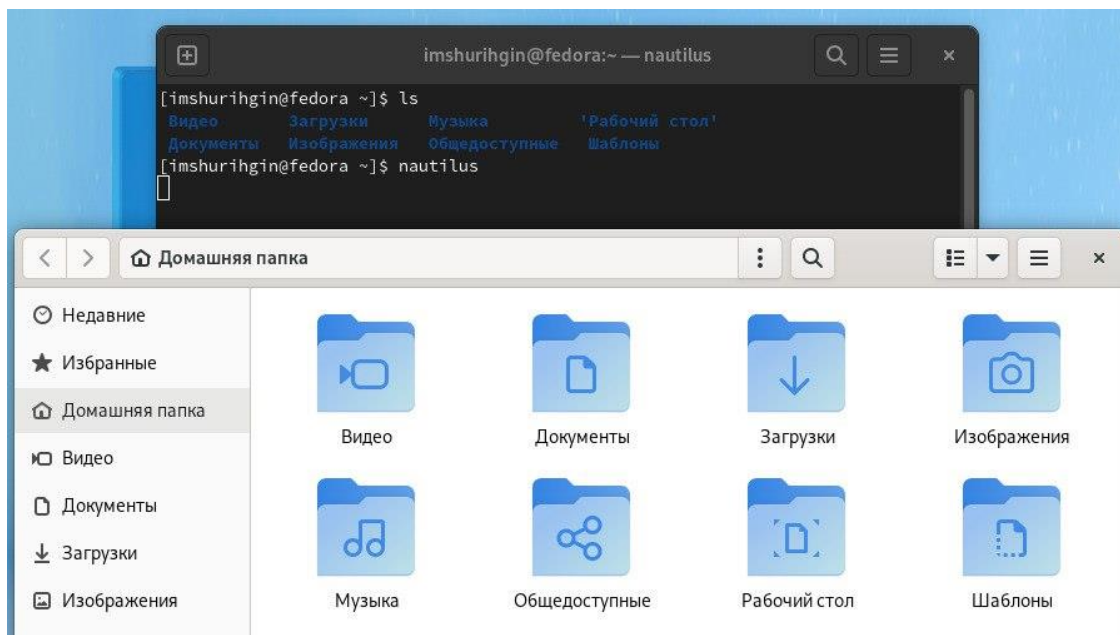 imshurihgin@fedora:~ — nautilus
[imshurihgin@fedora ~]$ ls
Видео Загрузки Музыка 'Рабочий стол'
Документы Изображения Общедоступные Шаблоны
[imshurihgin@fedora ~]$ nautilus
Домашняя папка
Недавние
Избранные
Домашняя папка
Видео
Документы
Загрузки
Изображения
Видео Документы Загрузки Изображения
Музыка Общедоступные Рабочий стол Шаблоны